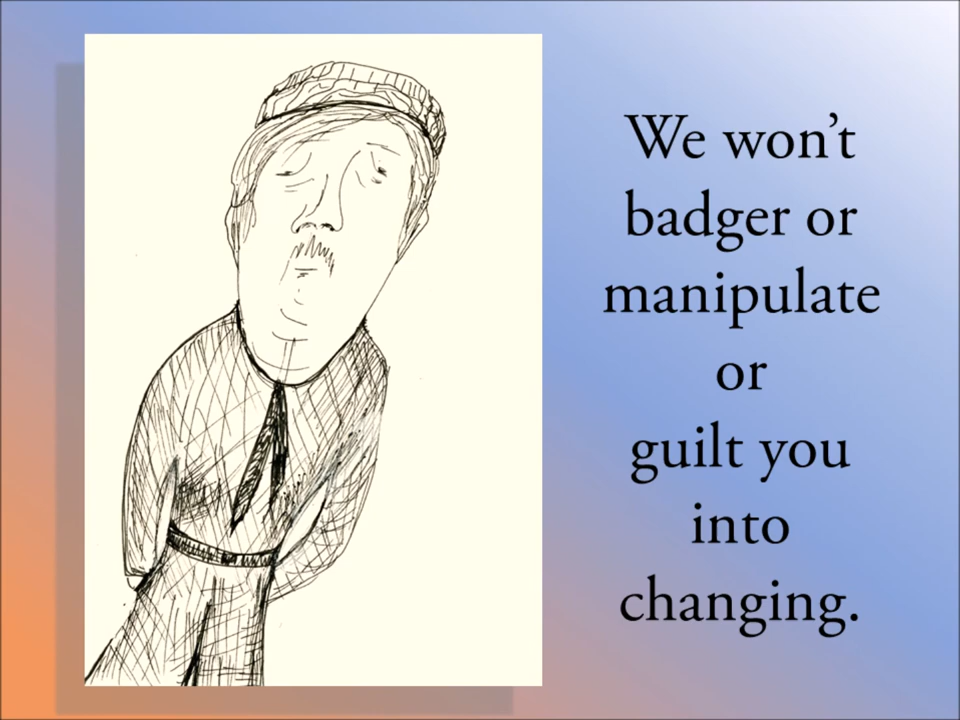 We won’t
badger or
manipulate
or
guilt you
into
changing.